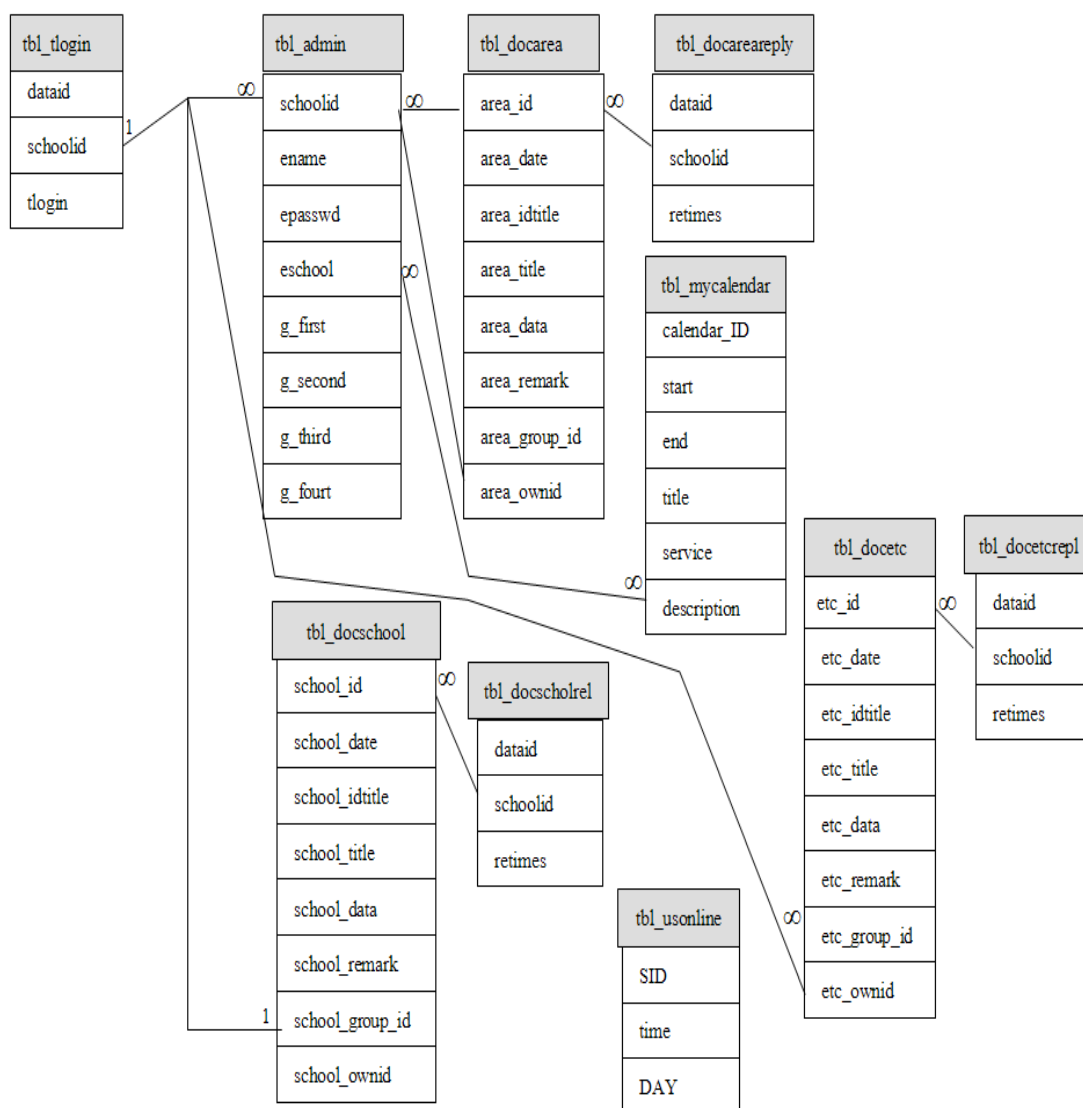 tbl_tlogin
dataid
schoolid
tlogin
1
∞
tbl_admin
schoolid
ename
epasswd
eschool
g_first
g_second
g_third
g_fourt
∞
∞
tbl_docarea
area_id
area_date
area_idtitle
area_title
area_data
area_remark
area_group_id
area_ownid
∞
tbl_docareareply
dataid
schoolid
retimes
tbl_mycalendar
calendar_ID
start
end
title
service
description
∞
tbl_docetc
etc_id
etc_date
etc_idtitle
etc_title
etc_data
etc_remark
etc_group_id
etc_ownid
∞
∞
tbl_docetcrepl
dataid
schoolid
retimes
tbl_docschool
school_id
school_date
school_idtitle
school_title
school_data
school_remark
school_group_id
school_ownid
1
∞
tbl_docscholrel
dataid
schoolid
retimes
tbl_usonline
SID
time
DAY